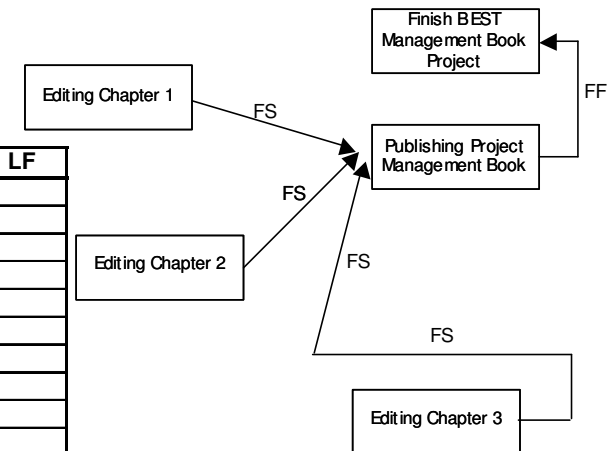 Finish BEST
Management Book
Project
FF
Editing Chapter 1
FS
Publishing Project
Management Book
LF
FS
Editing Chapter 2
FS
FS
Editing Chapter 3